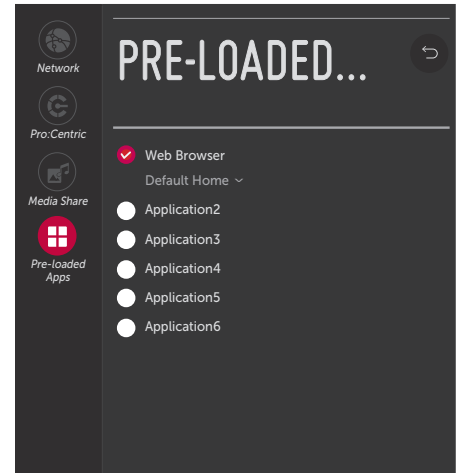 Network
Pro:Centric
Media Share
Pre-loaded
Apps
PRE-LOADED...
Web Browser
Default Home
Application2
Application3
Application4
Application5
Application6